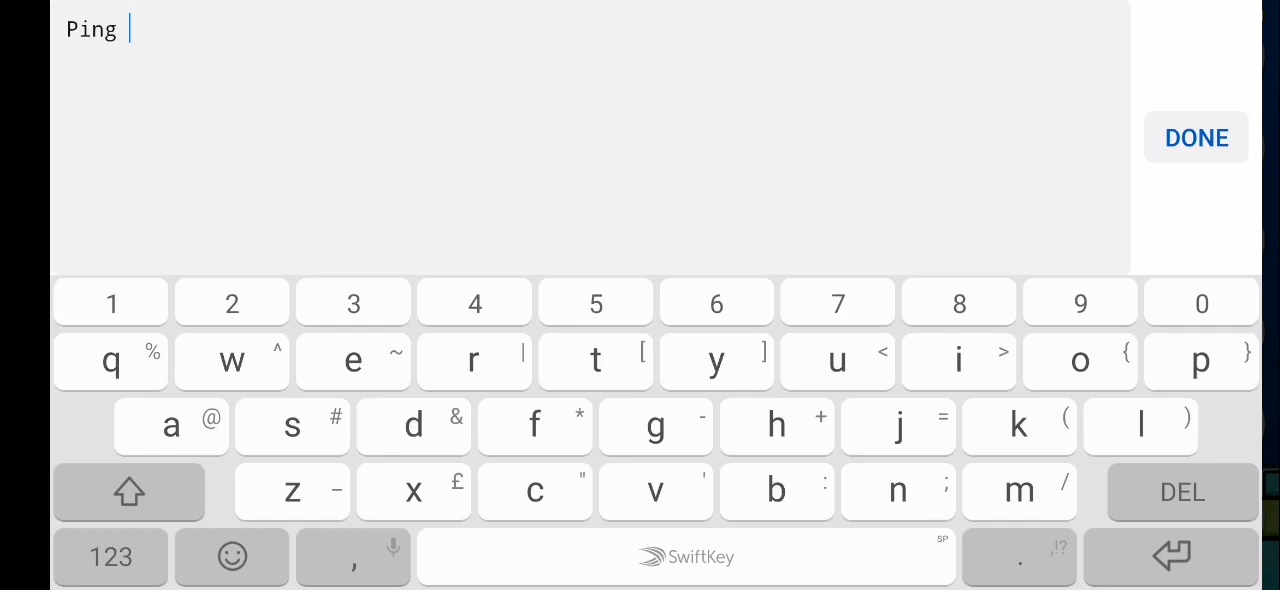 Ping
DONE
1 2 3 4 5 6 7 8 9 0
q % w ^ e ~ r | t [ y ] u < i > o { p }
a @ s # d & f * g - h + j = k ( l )
z _ x £ c " v ' b : n ; m / DEL
123 , SwiftKey SP . ,!?